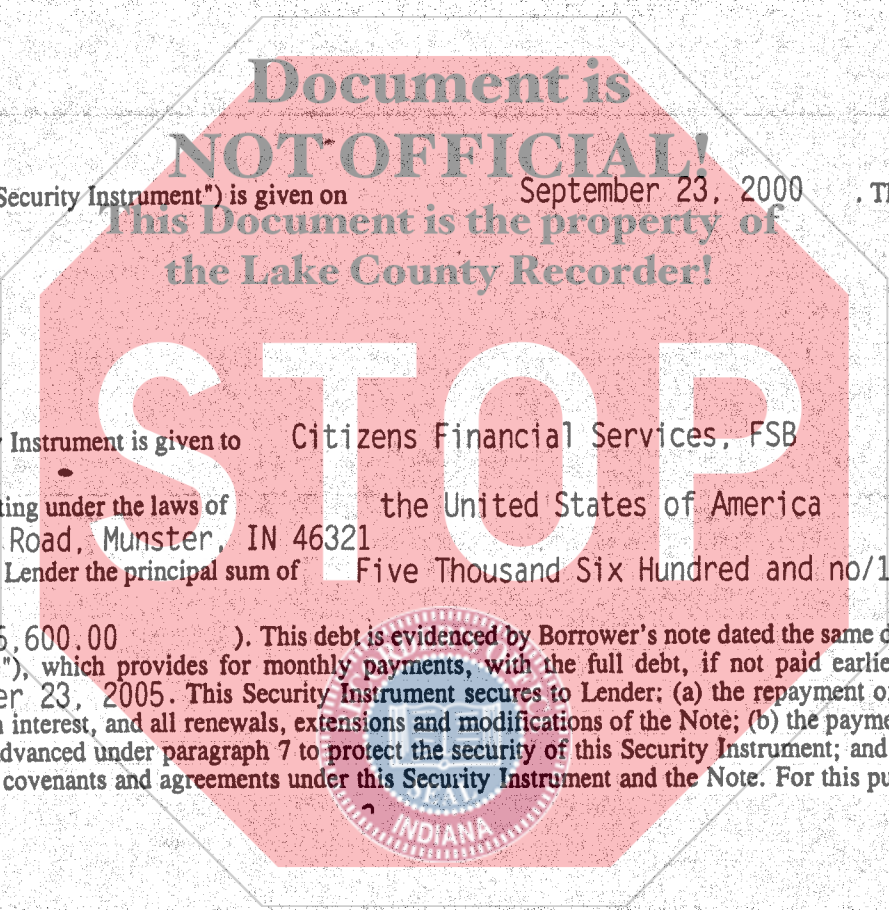 Document is
NOT OFFICIAL!
Security Instrument") is given on September 23, 2000 . Th
This Document is the property of
the Lake County Recorder!
STOP
Instrument is given to Citizens Financial Services, FSB
ting under the laws of the United States of America
Road, Munster, IN 46321
Lender the principal sum of Five Thousand Six Hundred and no/1
5,600.00 ). This debt is evidenced by Borrower's note dated the same d
"), which provides for monthly payments, with the full debt, if not paid earlie
er 23, 2005. This Security Instrument secures to Lender: (a) the repayment o
interest, and all renewals, extensions and modifications of the Note; (b) the payme
dvanced under paragraph 7 to protect the security of this Security Instrument; and
covenants and agreements under this Security Instrument and the Note. For this pu
SEAL
INDIANA